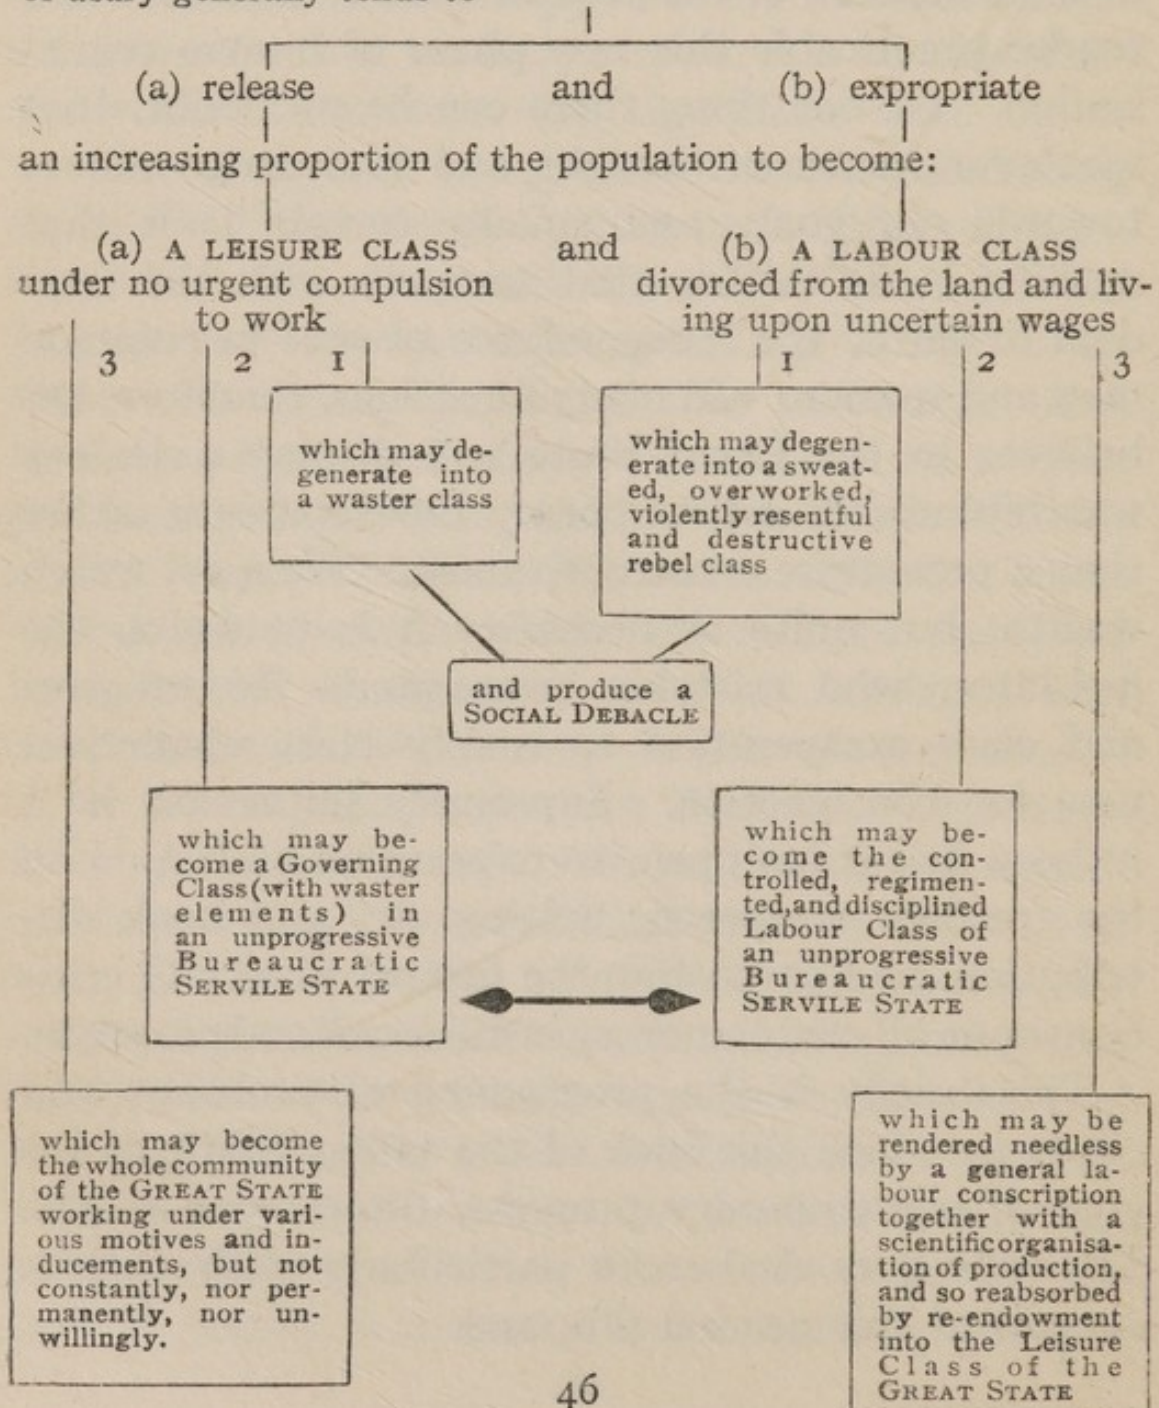 (a) release and (b) expropriate
an increasing proportion of the population to become:
(a) A LEISURE CLASS and (b) A LABOUR CLASS
under no urgent compulsion
to work
divorced from the land and liv-
ing upon uncertain wages
3 2 1
1 2 3
which may de-
generate into
a waster class
which may degen-
erate into a sweat-
ed, overworked,
violently resentful
and destructive
rebel class
and produce a
SOCIAL DEBACLE
which may be-
come a Governing
Class (with waster
elements) in
an unprogressive
Bureaucratic
SERVILE STATE
which may be-
come the con-
trolled, regimen-
ted, and disciplined
Labour Class of
an unprogressive
Bureaucratic
SERVILE STATE
which may become
the whole community
of the GREAT STATE
working under vari-
ous motives and in-
ducements, but not
constantly, nor per-
manently, nor un-
willingly.
which may be
rendered needless
by a general la-
bour conscription
together with a
scientific organisa-
tion of production,
and so reabsorbed
by re-endowment
into the Leisure
Class of the
GREAT STATE
46